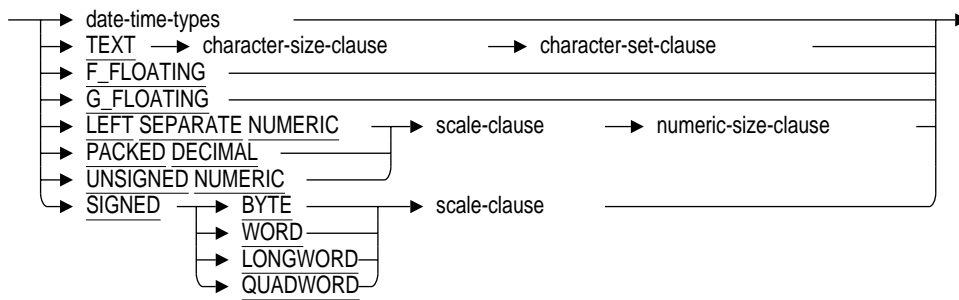 date-time-types
TEXT character-size-clause character-set-clause
F_FLOATING
G_FLOATING
LEFT SEPARATE NUMERIC scale-clause numeric-size-clause
PACKED DECIMAL
UNSIGNED NUMERIC
SIGNED BYTE scale-clause
WORD
LONGWORD
QUADWORD